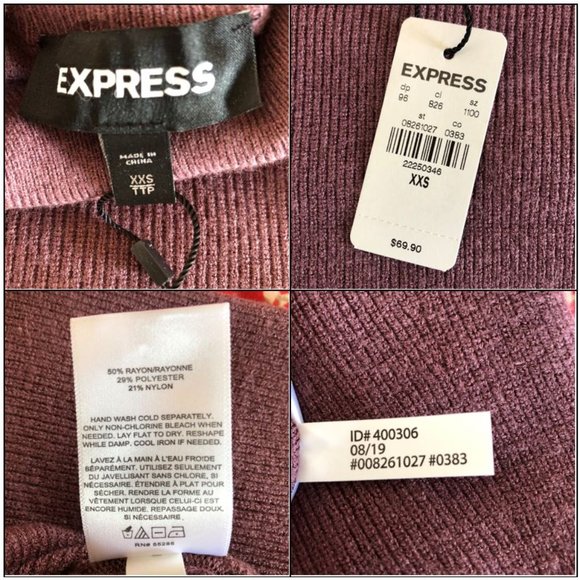 EXPRESS
MADE IN
CHINA
XXS
TTP
EXPRESS
dp cl sz
96 826 1100
st co
08261027 0383
22250346
XXS
$69.90
50% RAYON/RAYONNE
29% POLYESTER
21% NYLON
HAND WASH COLD SEPARATELY.
ONLY NON-CHLORINE BLEACH WHEN
NEEDED. LAY FLAT TO DRY. RESHAPE
WHILE DAMP. COOL IRON IF NEEDED.
LAVEZ À LA MAIN À L'EAU FROIDE
SÉPARÉMENT. UTILISEZ SEULEMENT
DU JAVELLISANT SANS CHLORE, SI
NÉCESSAIRE. ÉTENDRE À PLAT POUR
SÉCHER. RENDRE LA FORME AU
VÊTEMENT LORSQUE CELUI-CI EST
ENCORE HUMIDE. REPASSAGE DOUX,
SI NÉCESSAIRE.
RN# 55285
ID# 400306
08/19
#008261027 #0383